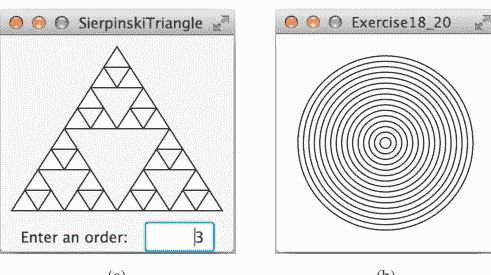 SierpinskiTriangle
Exercise18_20
Enter an order: 3
(a)
(b)